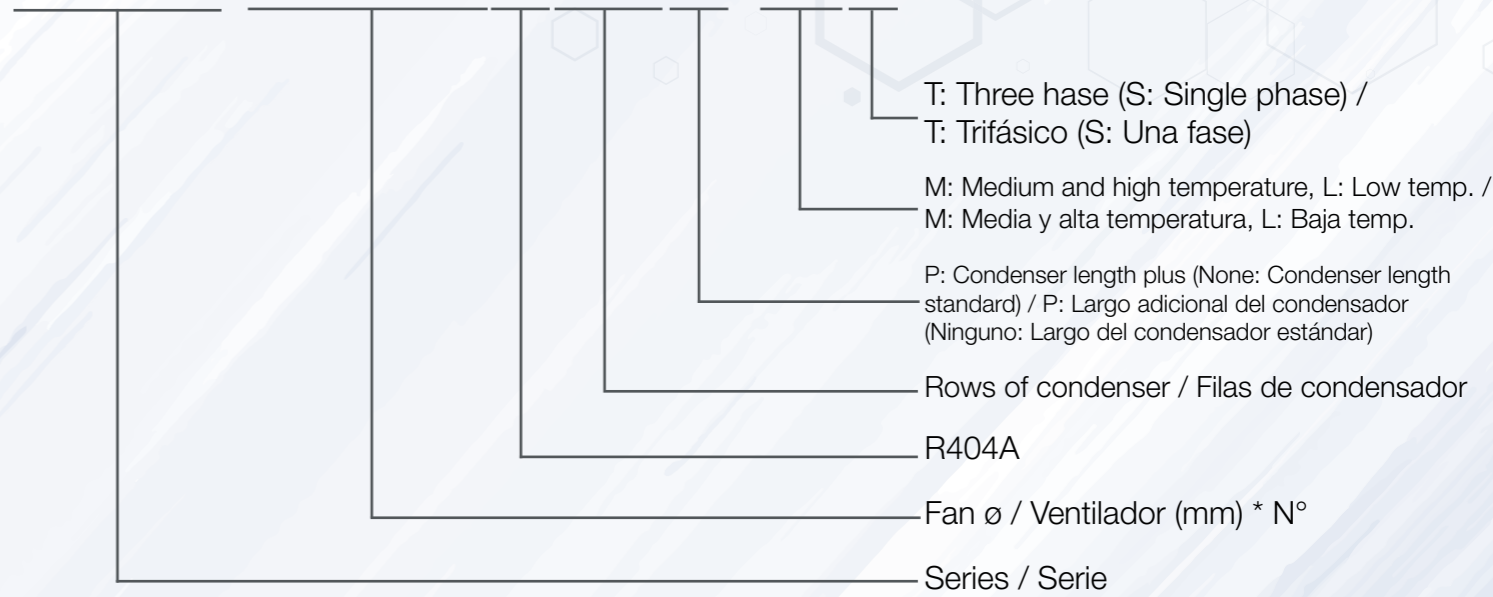 T: Three hase (S: Single phase) /
T: Trifásico (S: Una fase)
M: Medium and high temperature, L: Low temp. /
M: Media y alta temperatura, L: Baja temp.
P: Condenser length plus (None: Condenser length
standard) / P: Largo adicional del condensador
(Ninguno: Largo del condensador estándar)
Rows of condenser / Filas de condensador
R404A
Fan ø / Ventilador (mm) * N°
Series / Serie